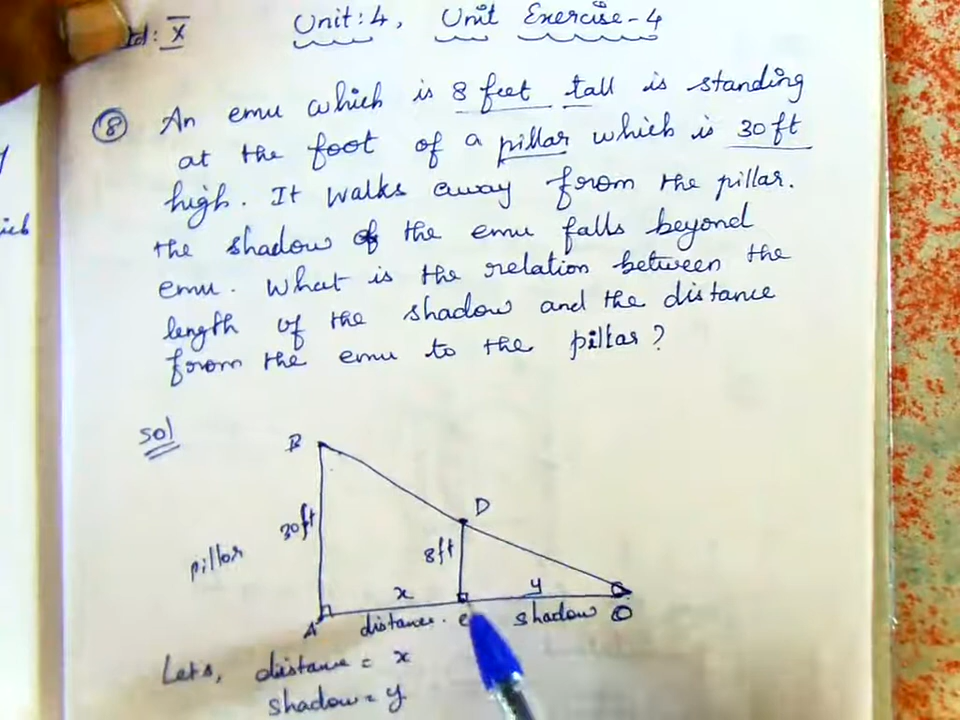 Std: X
Unit: 4, Unit Exercise-4
8 An emu which is 8 feet tall is standing
at the foot of a pillar which is 30 ft
high. It walks away from the pillar.
the shadow of the emu falls beyond
emu. What is the relation between the
length of the shadow and the distance
from the emu to the pillar?
sol
B
D
30ft
8ft
pillar
x
y
A
distance.
shadow
O
Lets, distance = x
shadow = y